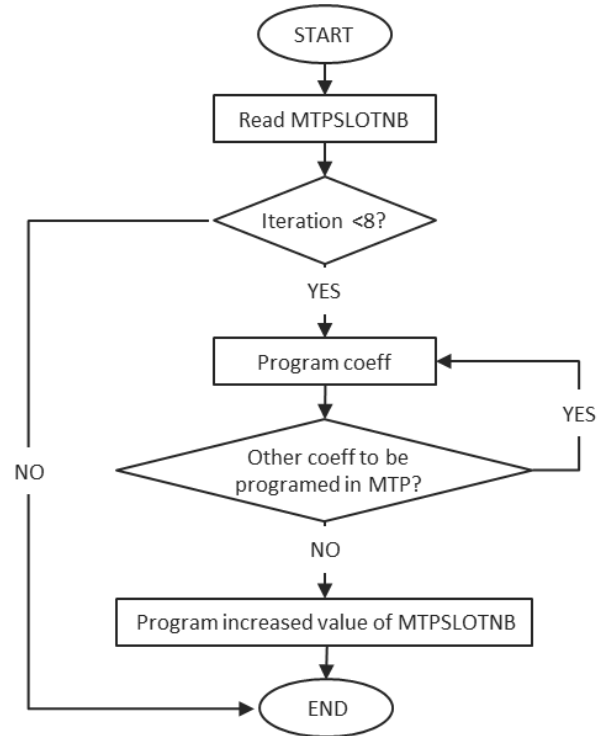 START
Read MTPSLOTNB
Iteration <8?
YES
Program coeff
YES
Other coeff to be
programed in MTP?
NO
NO
Program increased value of MTPSLOTNB
END